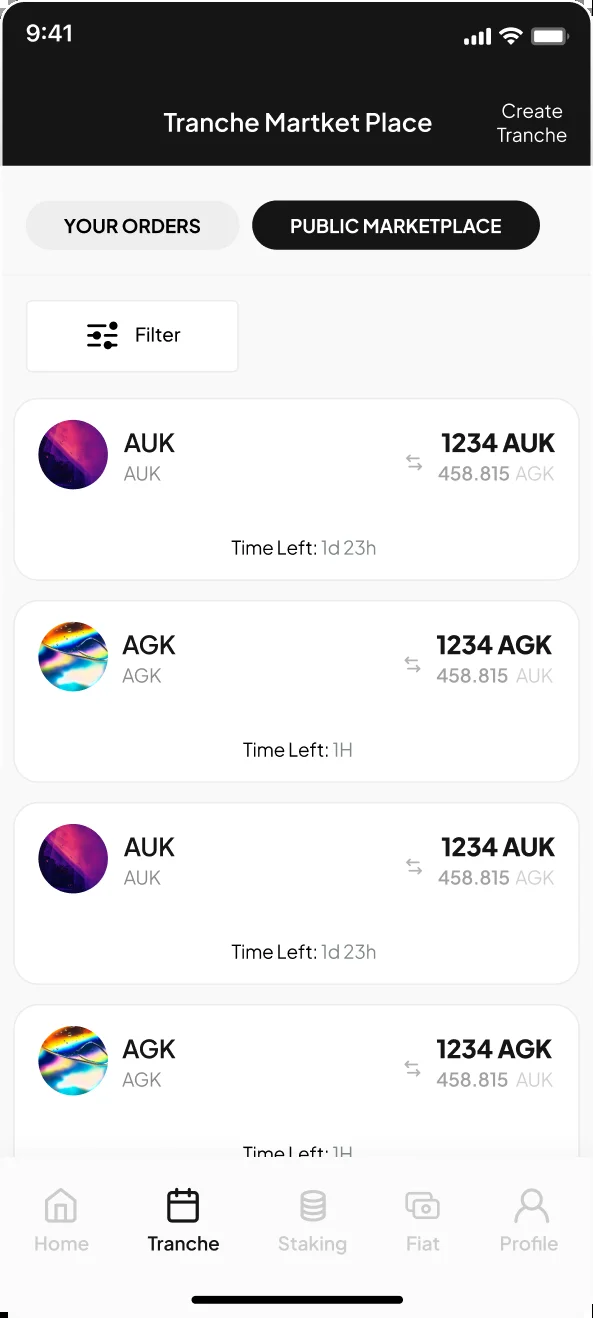 9:41
Tranche Martket Place
Create
Tranche
YOUR ORDERS
PUBLIC MARKETPLACE
Filter
AUK
1234 AUK
AUK
458.815 AGK
Time Left: 1d 23h
AGK
1234 AGK
AGK
458.815 AUK
Time Left: 1H
AUK
1234 AUK
AUK
458.815 AGK
Time Left: 1d 23h
AGK
1234 AGK
AGK
458.815 AUK
Time Left: 1H
Home
Tranche
Staking
Fiat
Profile